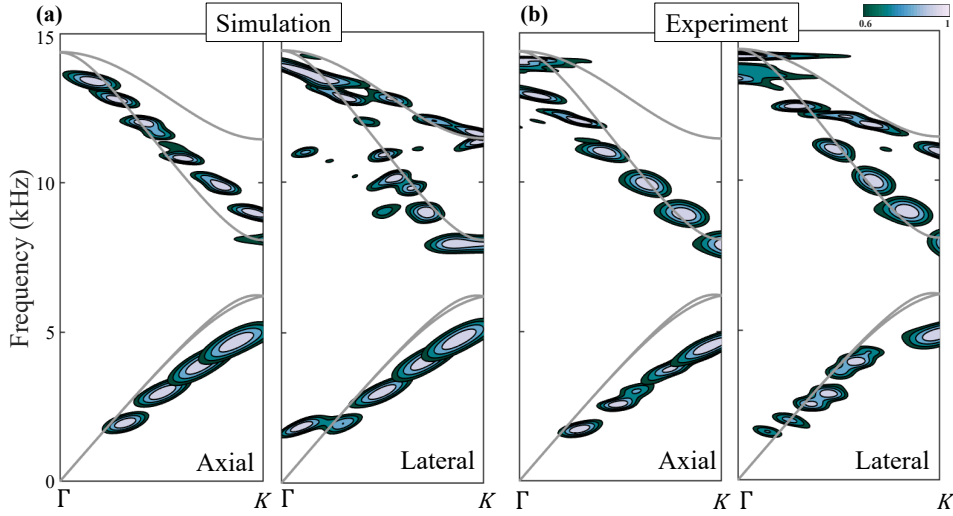 (a)
Simulation
(b)
Experiment
0.6
1
15
10
5
0
Frequency (kHz)
Axial
Lateral
Axial
Lateral
Γ
K
Γ
K